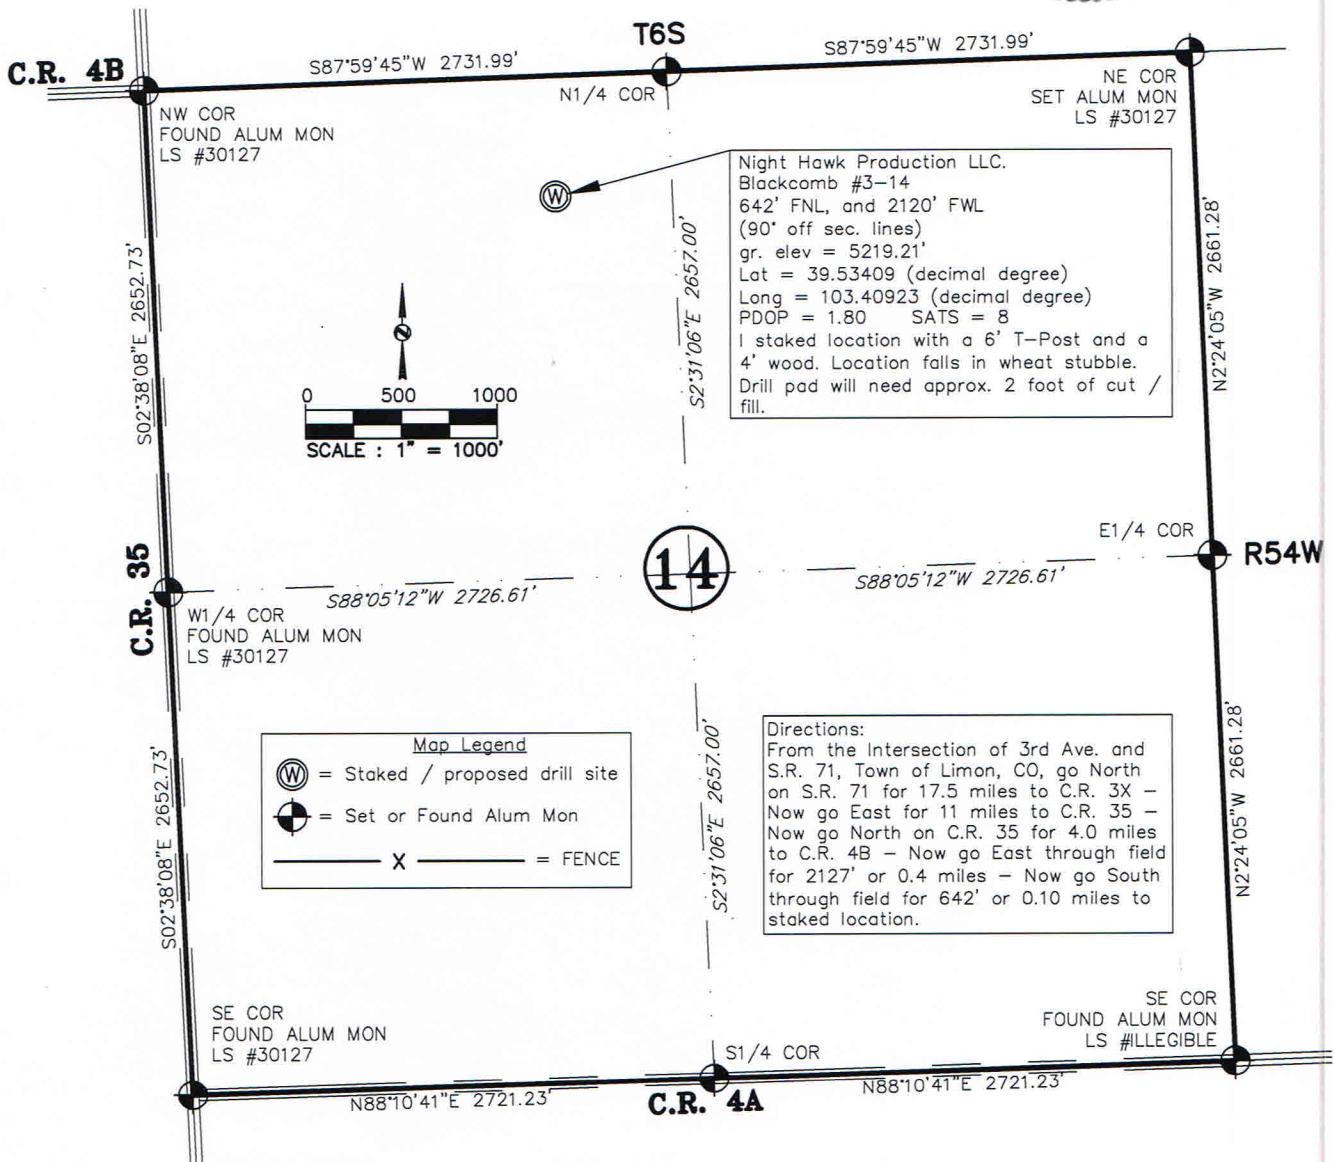 T6S
C.R. 4B
S87°59'45"W 2731.99'
S87°59'45"W 2731.99'
N1/4 COR
NE COR
SET ALUM MON
LS #30127
NW COR
FOUND ALUM MON
LS #30127
Night Hawk Production LLC.
Blackcomb #3-14
642' FNL, and 2120' FWL
(90° off sec. lines)
gr. elev = 5219.21'
Lat = 39.53409 (decimal degree)
Long = 103.40923 (decimal degree)
PDOP = 1.80 SATS = 8
I staked location with a 6' T-Post and a
4' wood. Location falls in wheat stubble.
Drill pad will need approx. 2 foot of cut /
fill.
W
S02°38'08"E 2652.73'
S2°31'06"E 2657.00'
N2°24'05"W 2661.28'
N
0 500 1000
SCALE : 1" = 1000'
C.R. 35
14
E1/4 COR
R54W
S88°05'12"W 2726.61'
S88°05'12"W 2726.61'
W1/4 COR
FOUND ALUM MON
LS #30127
Map Legend
W = Staked / proposed drill site
= Set or Found Alum Mon
X = FENCE
Directions:
From the Intersection of 3rd Ave. and
S.R. 71, Town of Limon, CO, go North
on S.R. 71 for 17.5 miles to C.R. 3X -
Now go East for 11 miles to C.R. 35 -
Now go North on C.R. 35 for 4.0 miles
to C.R. 4B - Now go East through field
for 2127' or 0.4 miles - Now go South
through field for 642' or 0.10 miles to
staked location.
S02°38'08"E 2652.73'
S2°31'06"E 2657.00'
N2°24'05"W 2661.28'
SE COR
FOUND ALUM MON
LS #30127
SE COR
FOUND ALUM MON
LS #ILLEGIBLE
S1/4 COR
N88°10'41"E 2721.23'
C.R. 4A
N88°10'41"E 2721.23'